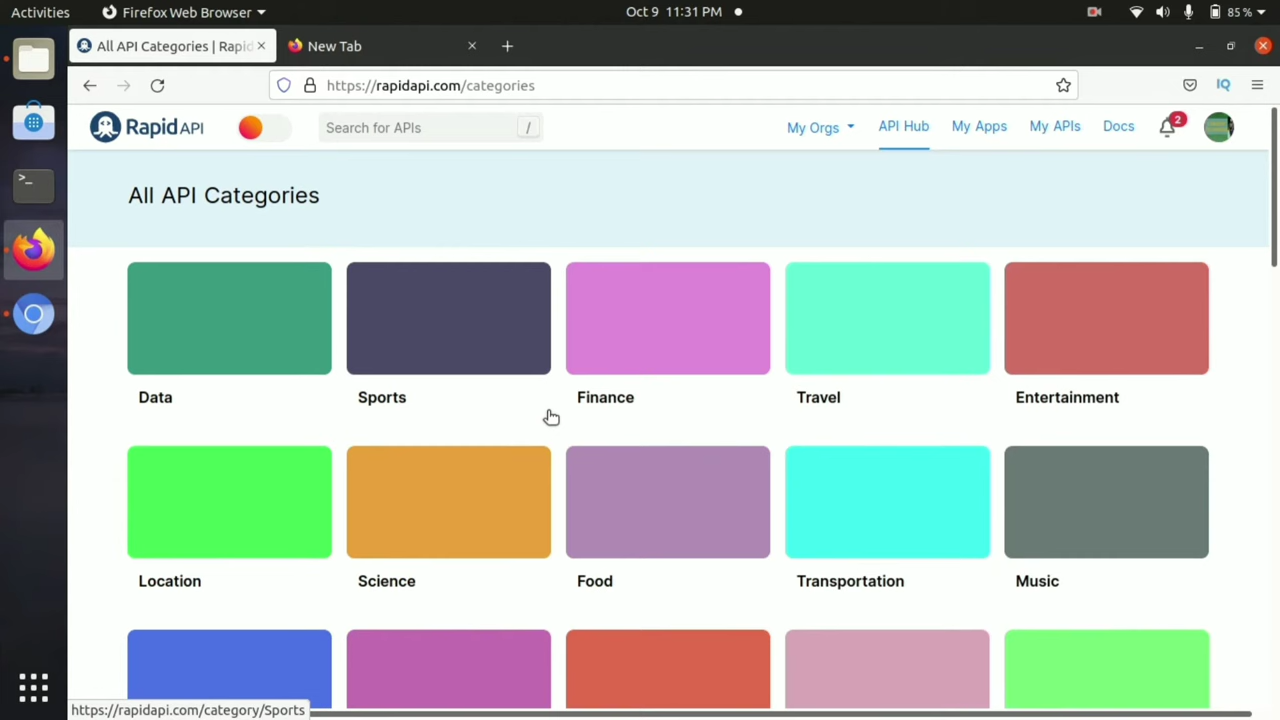 Activities
Firefox Web Browser
Oct 9 11:31 PM
85 %
All API Categories | Rapid
New Tab
https://rapidapi.com/categories
IQ
Rapid API
Search for APIs
/
My Orgs
API Hub
My Apps
My APIs
Docs
2
All API Categories
Data
Sports
Finance
Travel
Entertainment
Location
Science
Food
Transportation
Music
https://rapidapi.com/category/Sports